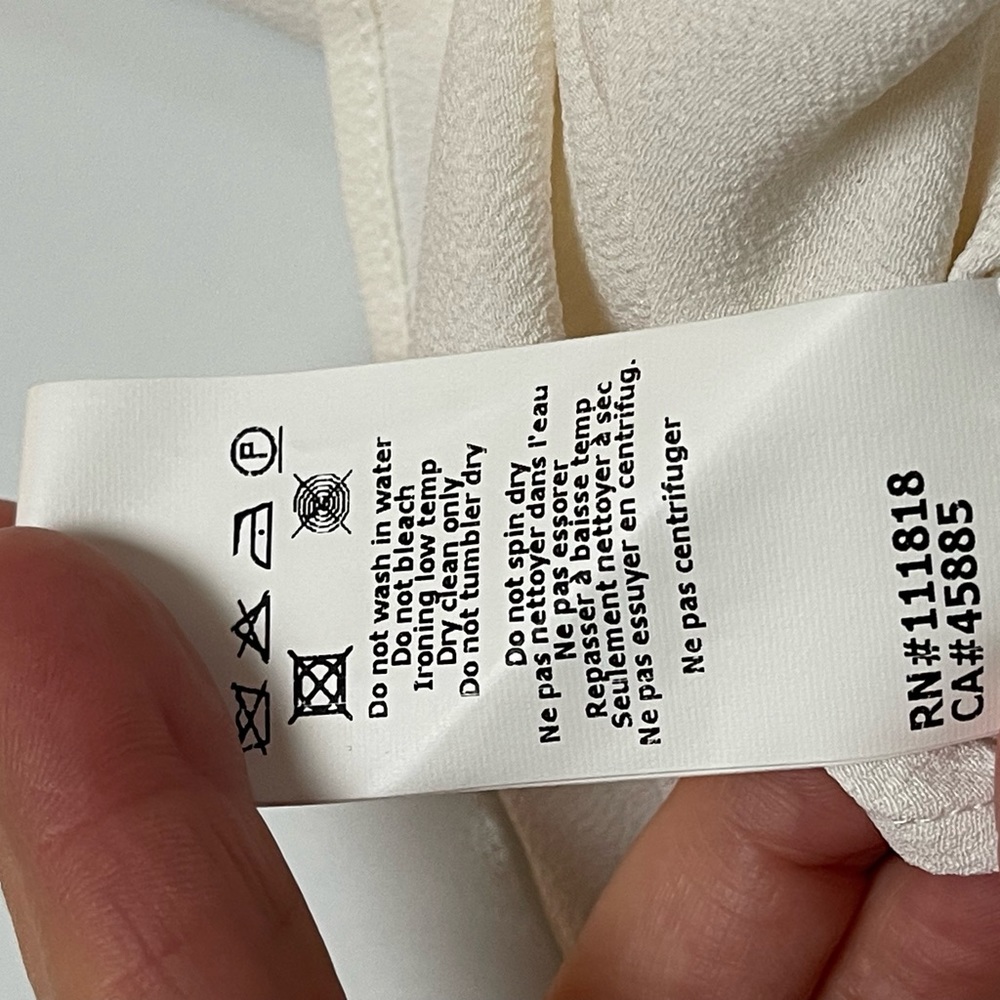 P
Do not wash in water
Do not bleach
Ironing low temp
Dry clean only
Do not tumbler dry
Do not spin dry
Ne pas nettoyer dans l'eau
Ne pas essorer
Repasser à baisse temp
Seulement nettoyer à sec
Ne pas essuyer en centrifug.
Ne pas centrifuger
RN#111818
CA#45885